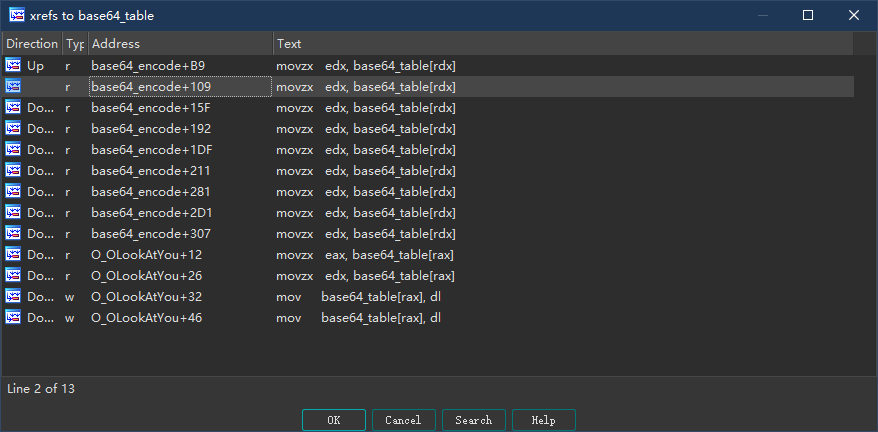 xrefs to base64_table
Direction Typ Address Text
Up r base64_encode+B9 movzx edx, base64_table[rdx]
r base64_encode+109 movzx edx, base64_table[rdx]
Do... r base64_encode+15F movzx edx, base64_table[rdx]
Do... r base64_encode+192 movzx edx, base64_table[rdx]
Do... r base64_encode+1DF movzx edx, base64_table[rdx]
Do... r base64_encode+211 movzx edx, base64_table[rdx]
Do... r base64_encode+281 movzx edx, base64_table[rdx]
Do... r base64_encode+2D1 movzx edx, base64_table[rdx]
Do... r base64_encode+307 movzx edx, base64_table[rdx]
Do... r O_OLookAtYou+12 movzx eax, base64_table[rax]
Do... r O_OLookAtYou+26 movzx edx, base64_table[rax]
Do... w O_OLookAtYou+32 mov base64_table[rax], dl
Do... w O_OLookAtYou+46 mov base64_table[rax], dl
Line 2 of 13
OK Cancel Search Help